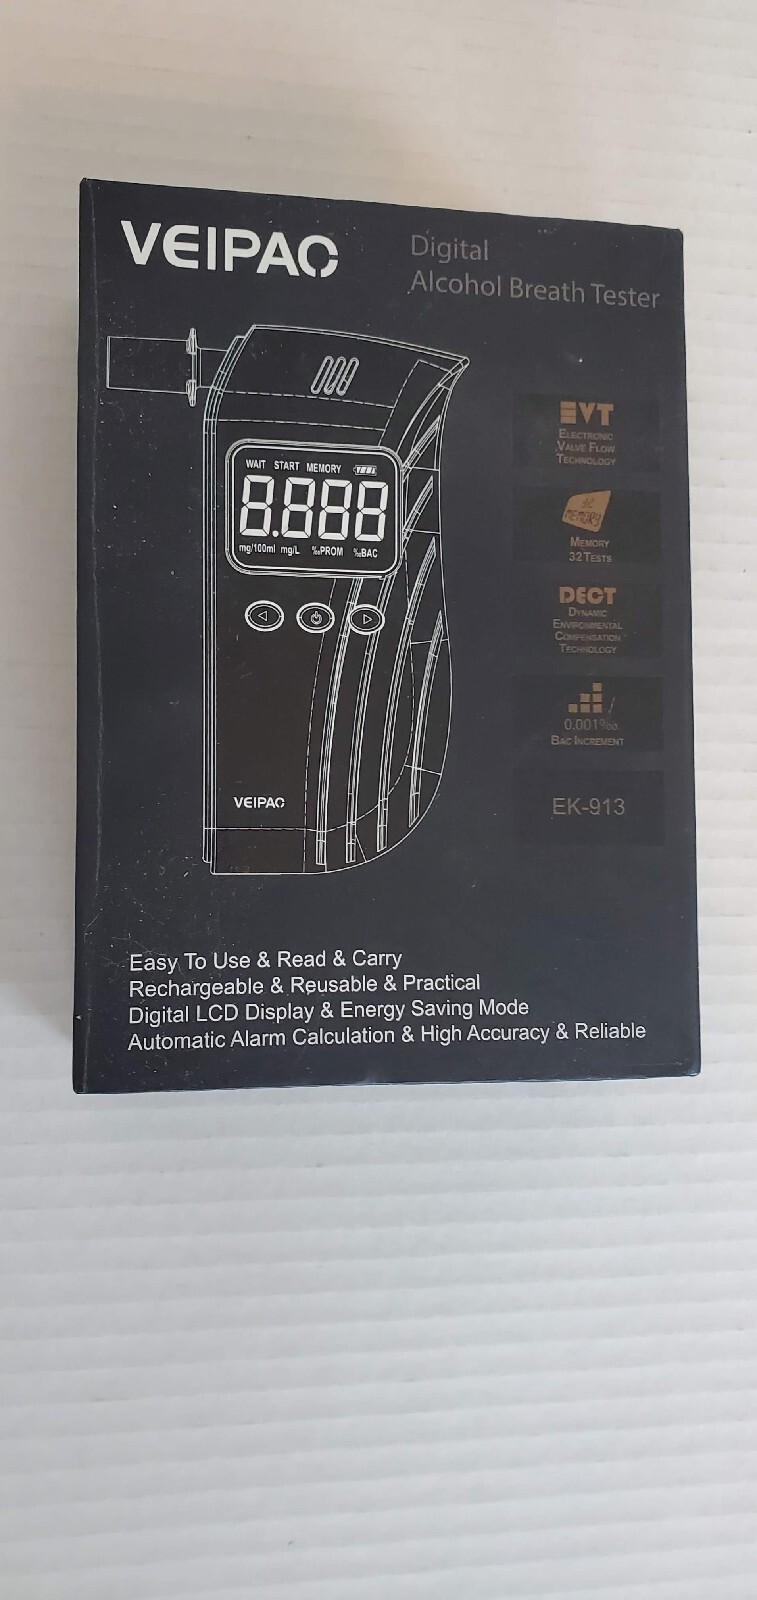 VEIPAO
Digital
Alcohol Breath Tester
WAIT START MEMORY
8.888
mg/100ml mg/L ‰PROM %BAC
VEIPAO
EVT
ELECTRONIC
VALVE FLOW
TECHNOLOGY
32
MEMORY
MEMORY
32 TESTS
DECT
DYNAMIC
ENVIRONMENTAL
COMPENSATION
TECHNOLOGY
0.001‰
BAC INCREMENT
EK-913
Easy To Use & Read & Carry
Rechargeable & Reusable & Practical
Digital LCD Display & Energy Saving Mode
Automatic Alarm Calculation & High Accuracy & Reliable